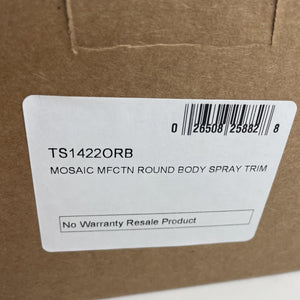 0 26508 25882 8
TS1422ORB
MOSAIC MFCTN ROUND BODY SPRAY TRIM
No Warranty Resale Product